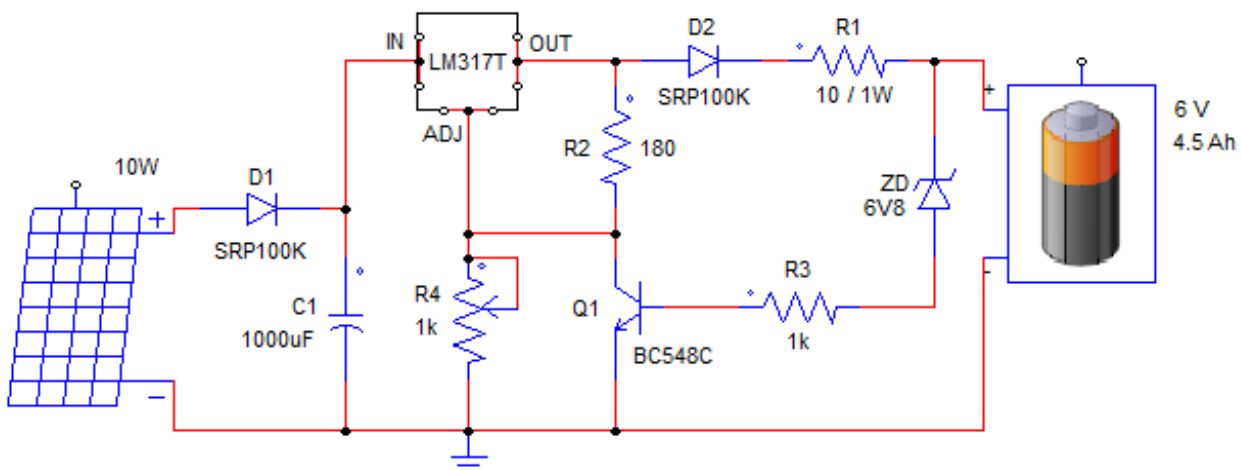 IN
LM317T
OUT
ADJ
D2
SRP100K
R1
10 / 1W
+
6 V
4.5 Ah
R2
180
ZD
6V8
10W
+
D1
SRP100K
C1
1000uF
R4
1k
Q1
BC548C
R3
1k
-
−